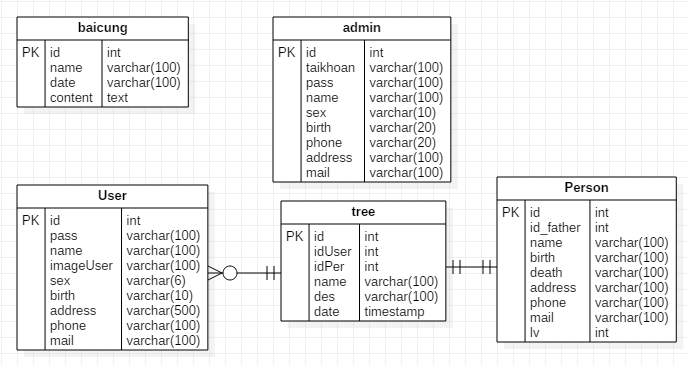 baicung
PK id int
name varchar(100)
date varchar(100)
content text
admin
PK id int
taikhoan varchar(100)
pass varchar(100)
name varchar(100)
sex varchar(10)
birth varchar(20)
phone varchar(20)
address varchar(100)
mail varchar(100)
User
PK id int
pass varchar(100)
name varchar(100)
imageUser varchar(100)
sex varchar(6)
birth varchar(10)
address varchar(500)
phone varchar(100)
mail varchar(100)
tree
PK id int
idUser int
idPer int
name varchar(100)
des varchar(100)
date timestamp
Person
PK id int
id_father int
name varchar(100)
birth varchar(100)
death varchar(100)
address varchar(100)
phone varchar(100)
mail varchar(100)
lv int